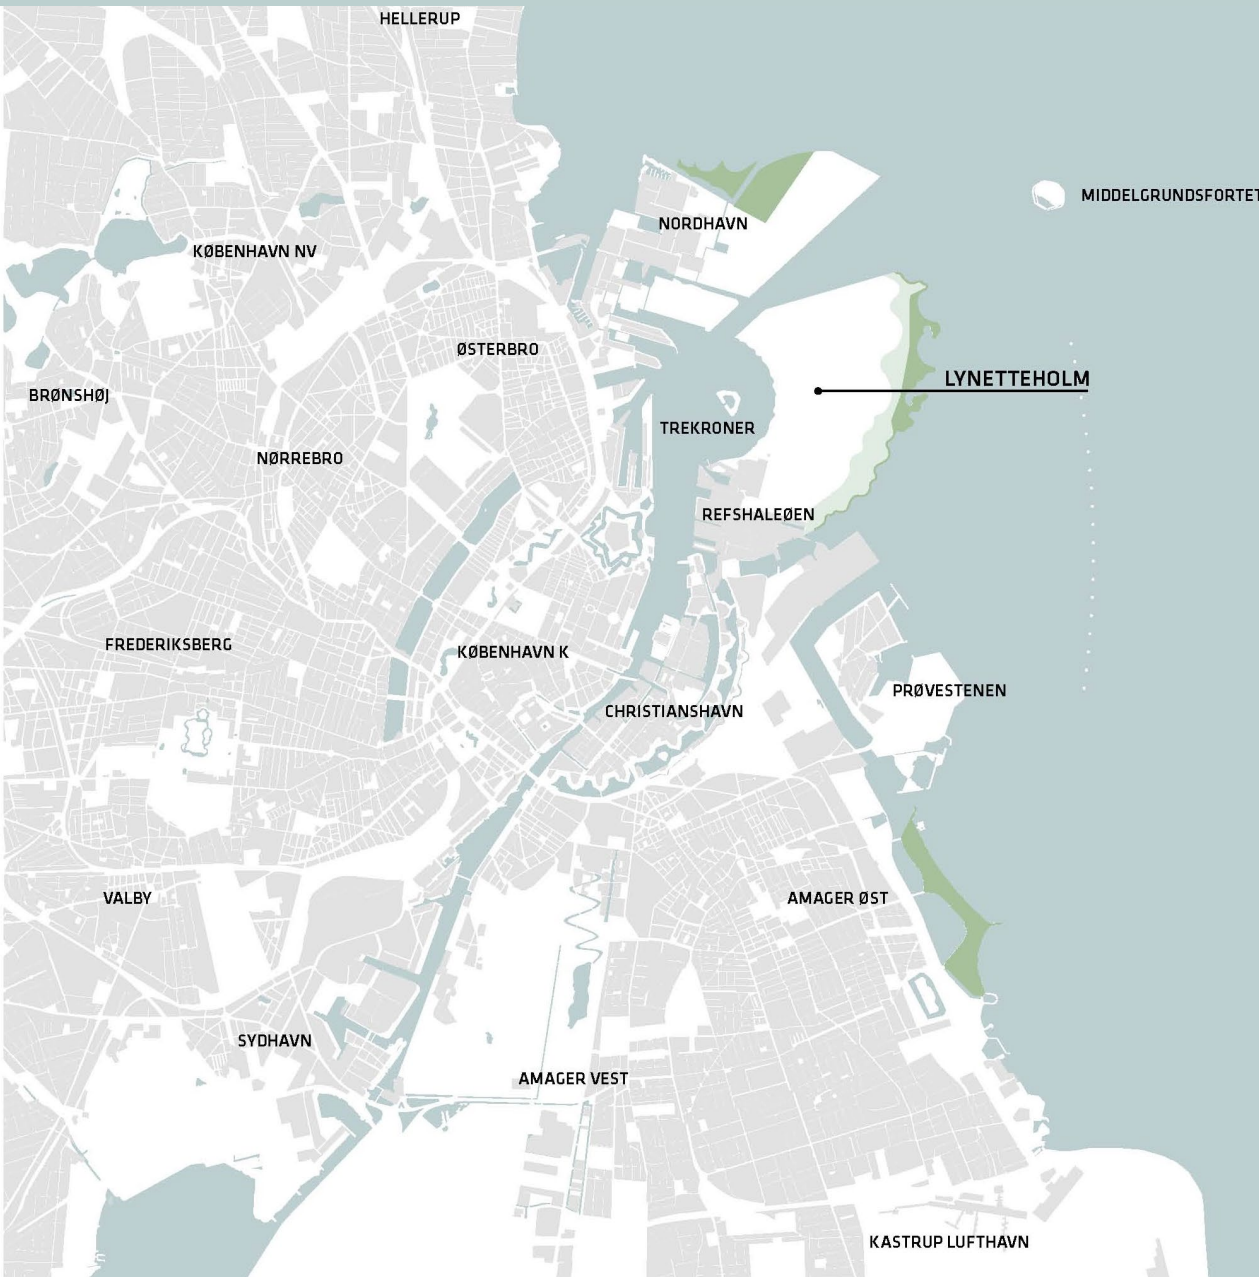 HELLERUP
MIDDELGRUNDSFORTET
NORDHAVN
KØBENHAVN NV
ØSTERBRO
LYNETTEHOLM
BRØNSHØJ
TREKRONER
NØRREBRO
REFSHALEØEN
FREDERIKSBERG
KØBENHAVN K
PRØVESTENEN
CHRISTIANSHAVN
VALBY
AMAGER ØST
SYDHAVN
AMAGER VEST
KASTRUP LUFTHAVN